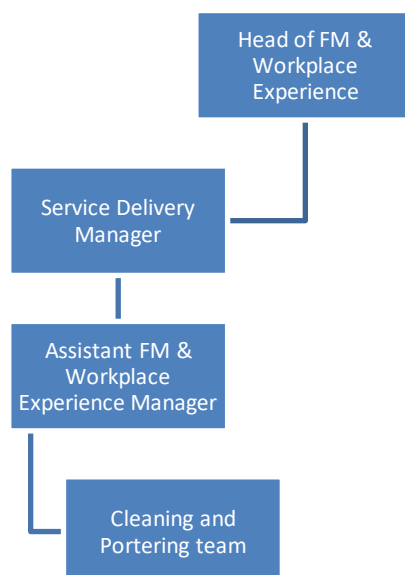 Head of FM &
Workplace
Experience
Service Delivery
Manager
Assistant FM &
Workplace
Experience Manager
Cleaning and
Portering team